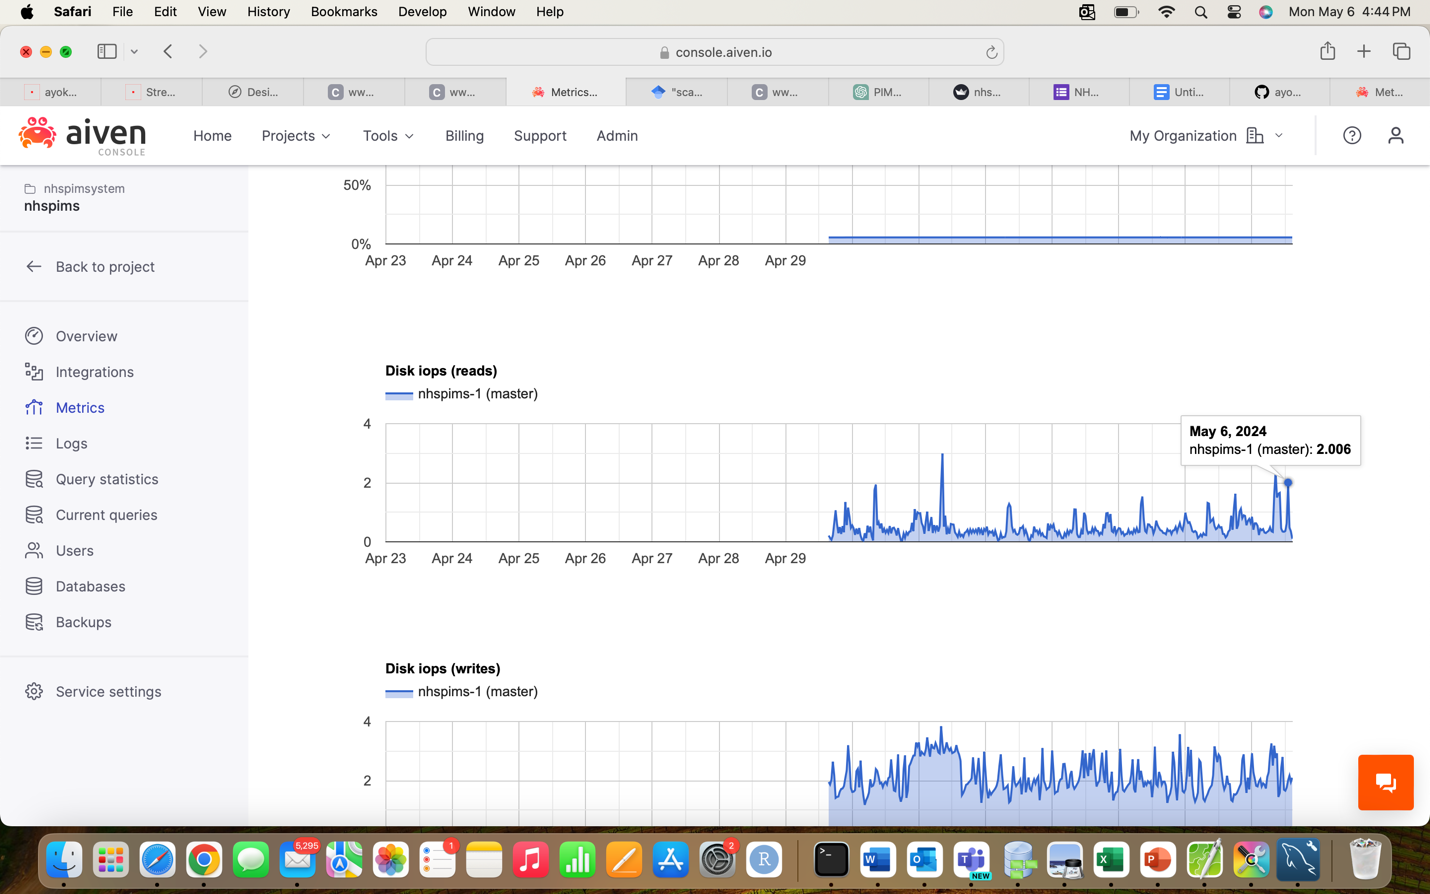 Safari File Edit View History Bookmarks Develop Window Help Mon May 6 4:44 PM
console.aiven.io
ayok... Stre... Desi... ww... ww... Metrics... "sca... ww... PIM... nhs... NH... Unti... ayo... Met...
aiven
CONSOLE
Home Projects Tools Billing Support Admin My Organization
nhspimsystem
nhspims
Back to project
Overview
Integrations
Metrics
Logs
Query statistics
Current queries
Users
Databases
Backups
Service settings
50%
0%
Apr 23 Apr 24 Apr 25 Apr 26 Apr 27 Apr 28 Apr 29
Disk iops (reads)
nhspims-1 (master)
4
May 6, 2024
nhspims-1 (master): 2.006
2
0
Apr 23 Apr 24 Apr 25 Apr 26 Apr 27 Apr 28 Apr 29
Disk iops (writes)
nhspims-1 (master)
4
2
5,295
1
2
NEW